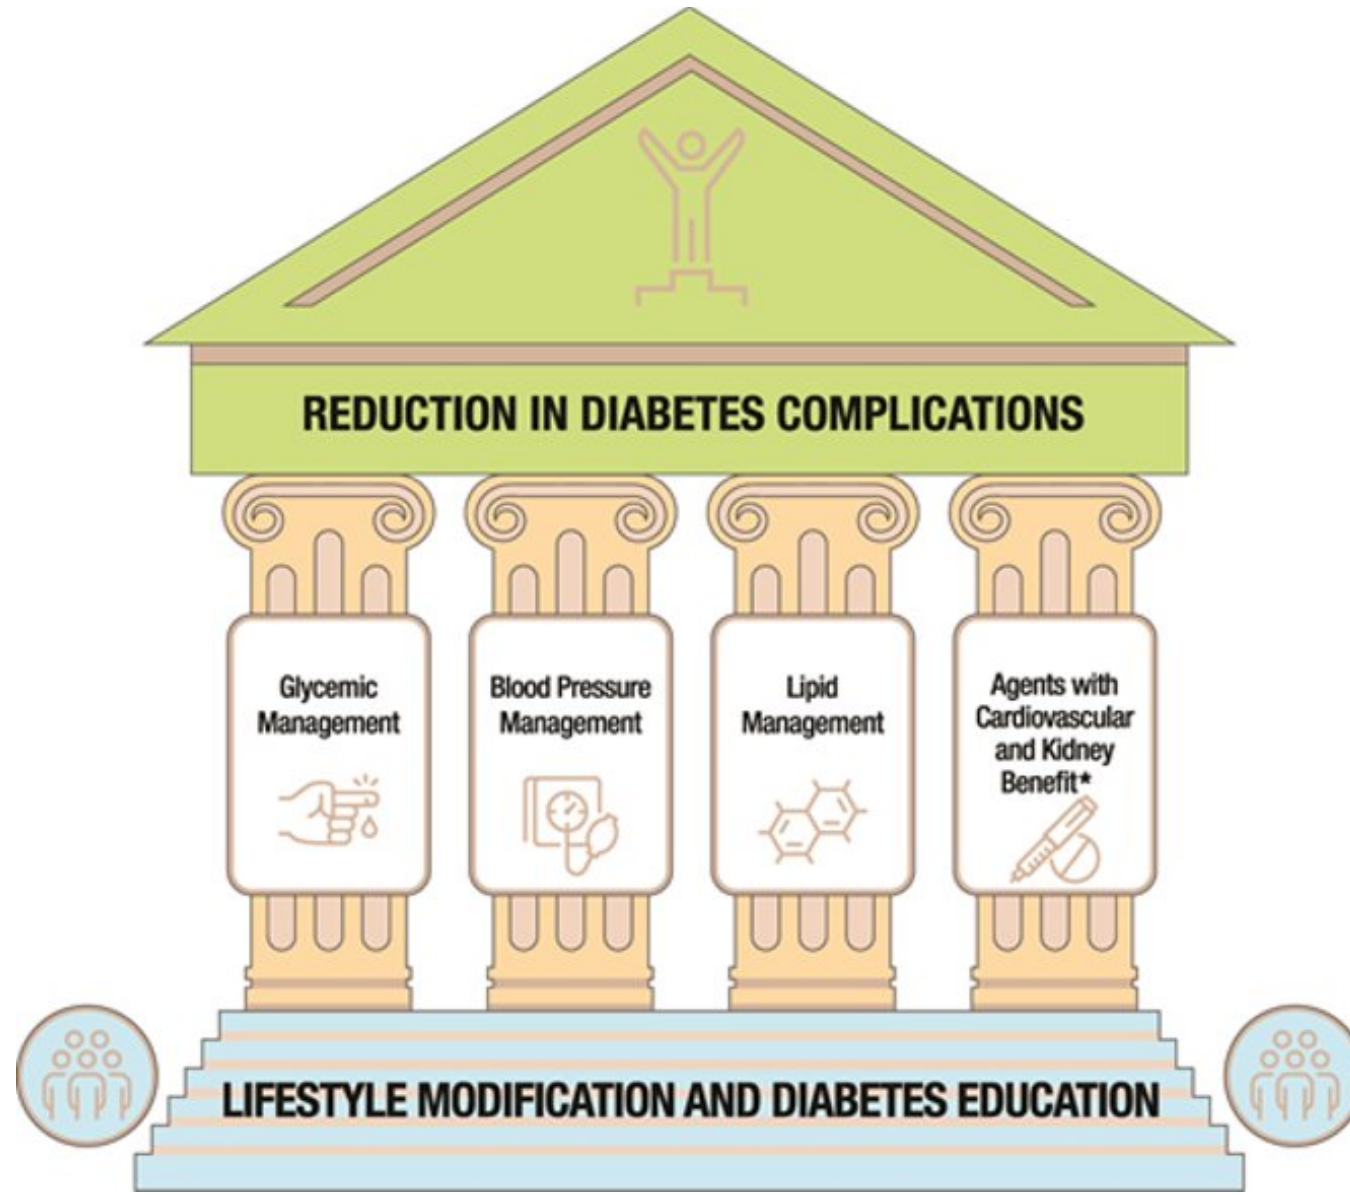 REDUCTION IN DIABETES COMPLICATIONS
Glycemic
Management
Blood Pressure
Management
Lipid
Management
Agents with
Cardiovascular
and Kidney
Benefit*
LIFESTYLE MODIFICATION AND DIABETES EDUCATION